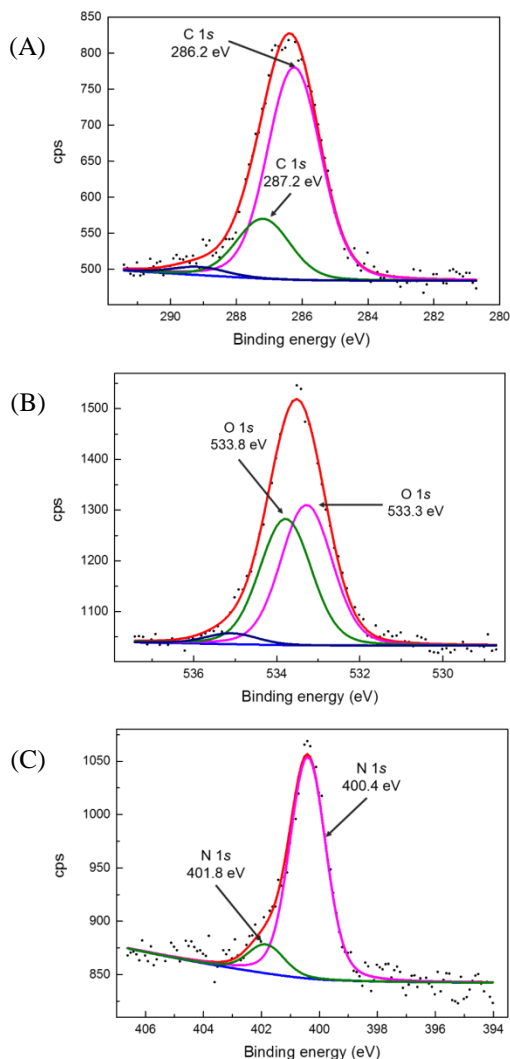 (A)
850
800
750
700
650
600
550
500
cps
C 1s
286.2 eV
C 1s
287.2 eV
290 288 286 284 282 280
Binding energy (eV)
(B)
1500
1400
1300
1200
1100
cps
O 1s
533.8 eV
O 1s
533.3 eV
536 534 532 530
Binding energy (eV)
(C)
1050
1000
950
900
850
cps
N 1s
400.4 eV
N 1s
401.8 eV
406 404 402 400 398 396 394
Binding energy (eV)